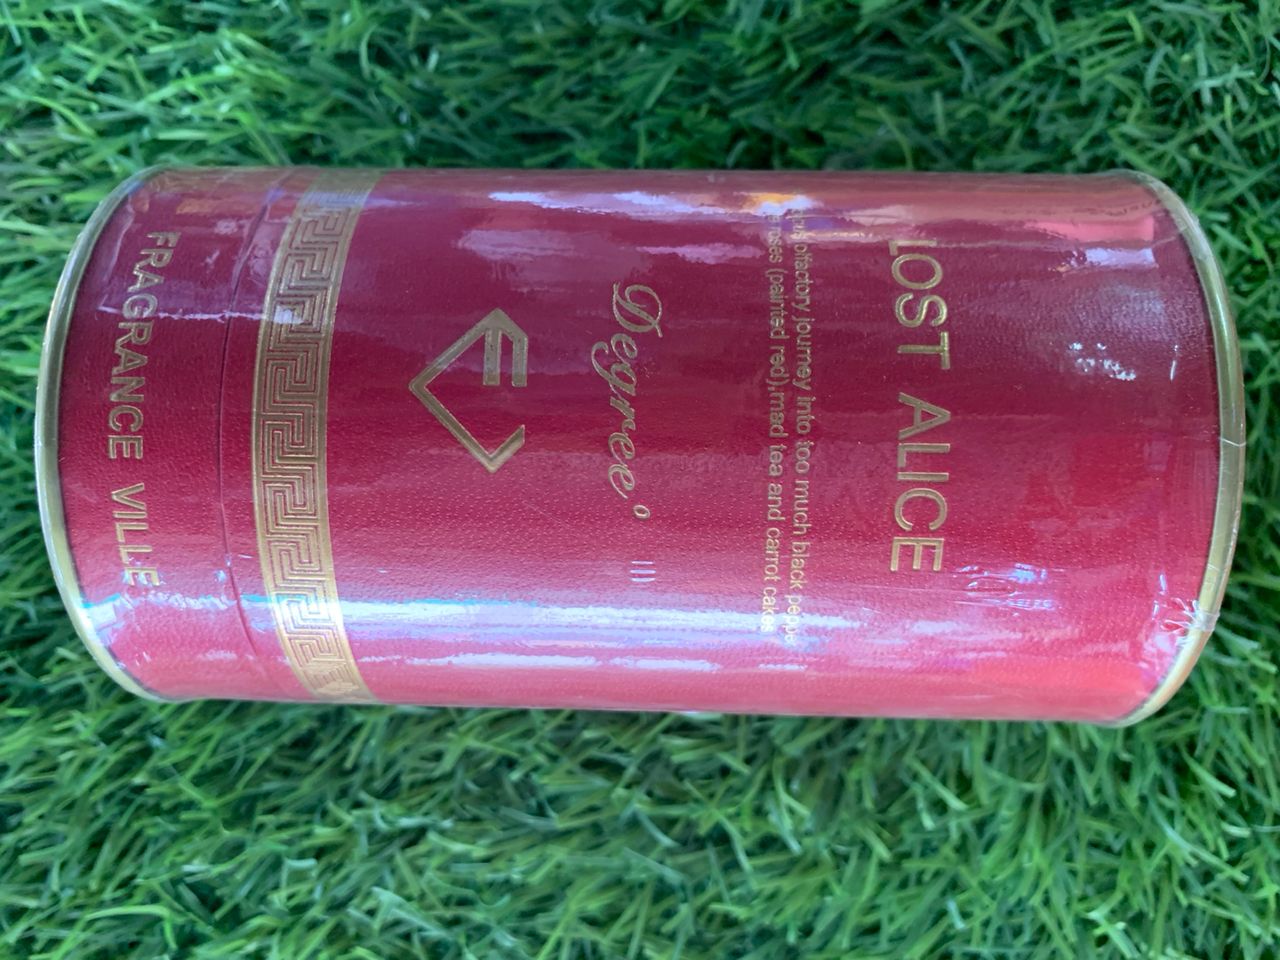 FRAGRANCE VILLE
Degree°
LOST ALICE
olfactory journey into too much black pepper
roses (painted red),mad tea and carrot cakes